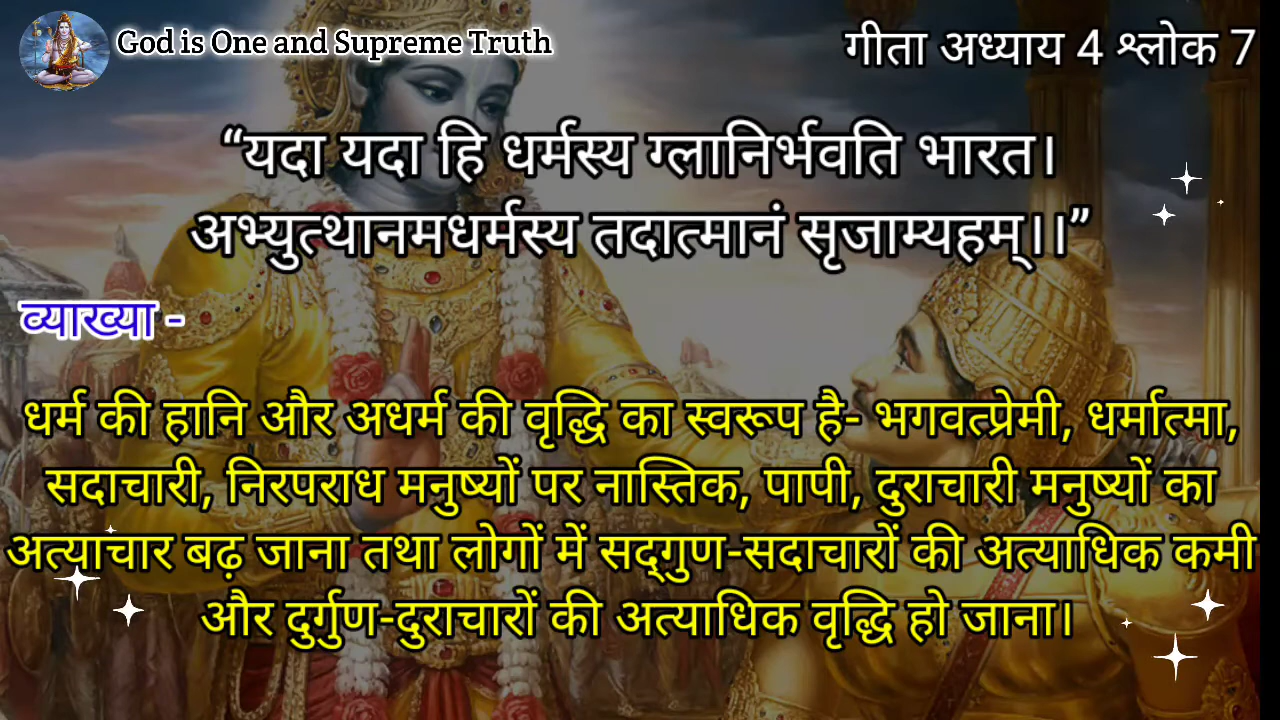 God is One and Supreme Truth
गीता अध्याय 4 श्लोक 7
“यदा यदा हि धर्मस्य ग्लानिर्भवति भारत।
अभ्युत्थानमधर्मस्य तदात्मानं सृजाम्यहम्।।”
व्याख्या -
धर्म की हानि और अधर्म की वृद्धि का स्वरूप है- भगवत्प्रेमी, धर्मात्मा,
सदाचारी, निरपराध मनुष्यों पर नास्तिक, पापी, दुराचारी मनुष्यों का
अत्याचार बढ़ जाना तथा लोगों में सद्‌गुण-सदाचारों की अत्याधिक कमी
और दुर्गुण-दुराचारों की अत्याधिक वृद्धि हो जाना।